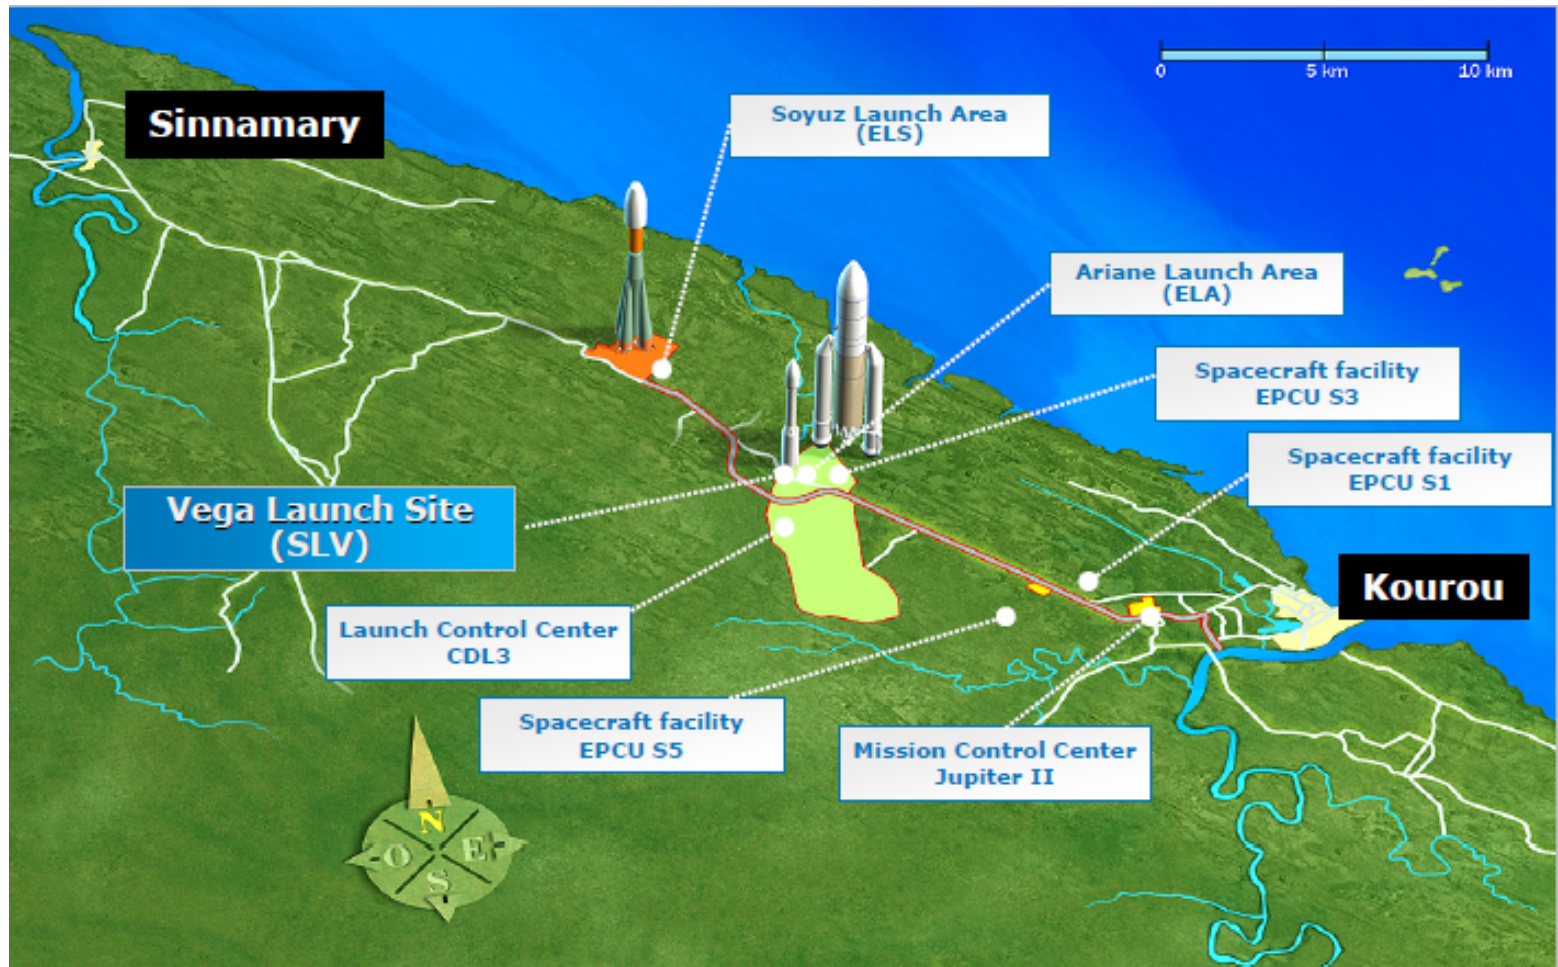 0 5 km 10 km
Sinnamary
Soyuz Launch Area
(ELS)
Ariane Launch Area
(ELA)
Spacecraft facility
EPCU S3
Spacecraft facility
EPCU S1
Vega Launch Site
(SLV)
Kourou
Launch Control Center
CDL3
Spacecraft facility
EPCU S5
Mission Control Center
Jupiter II
N
O E
S